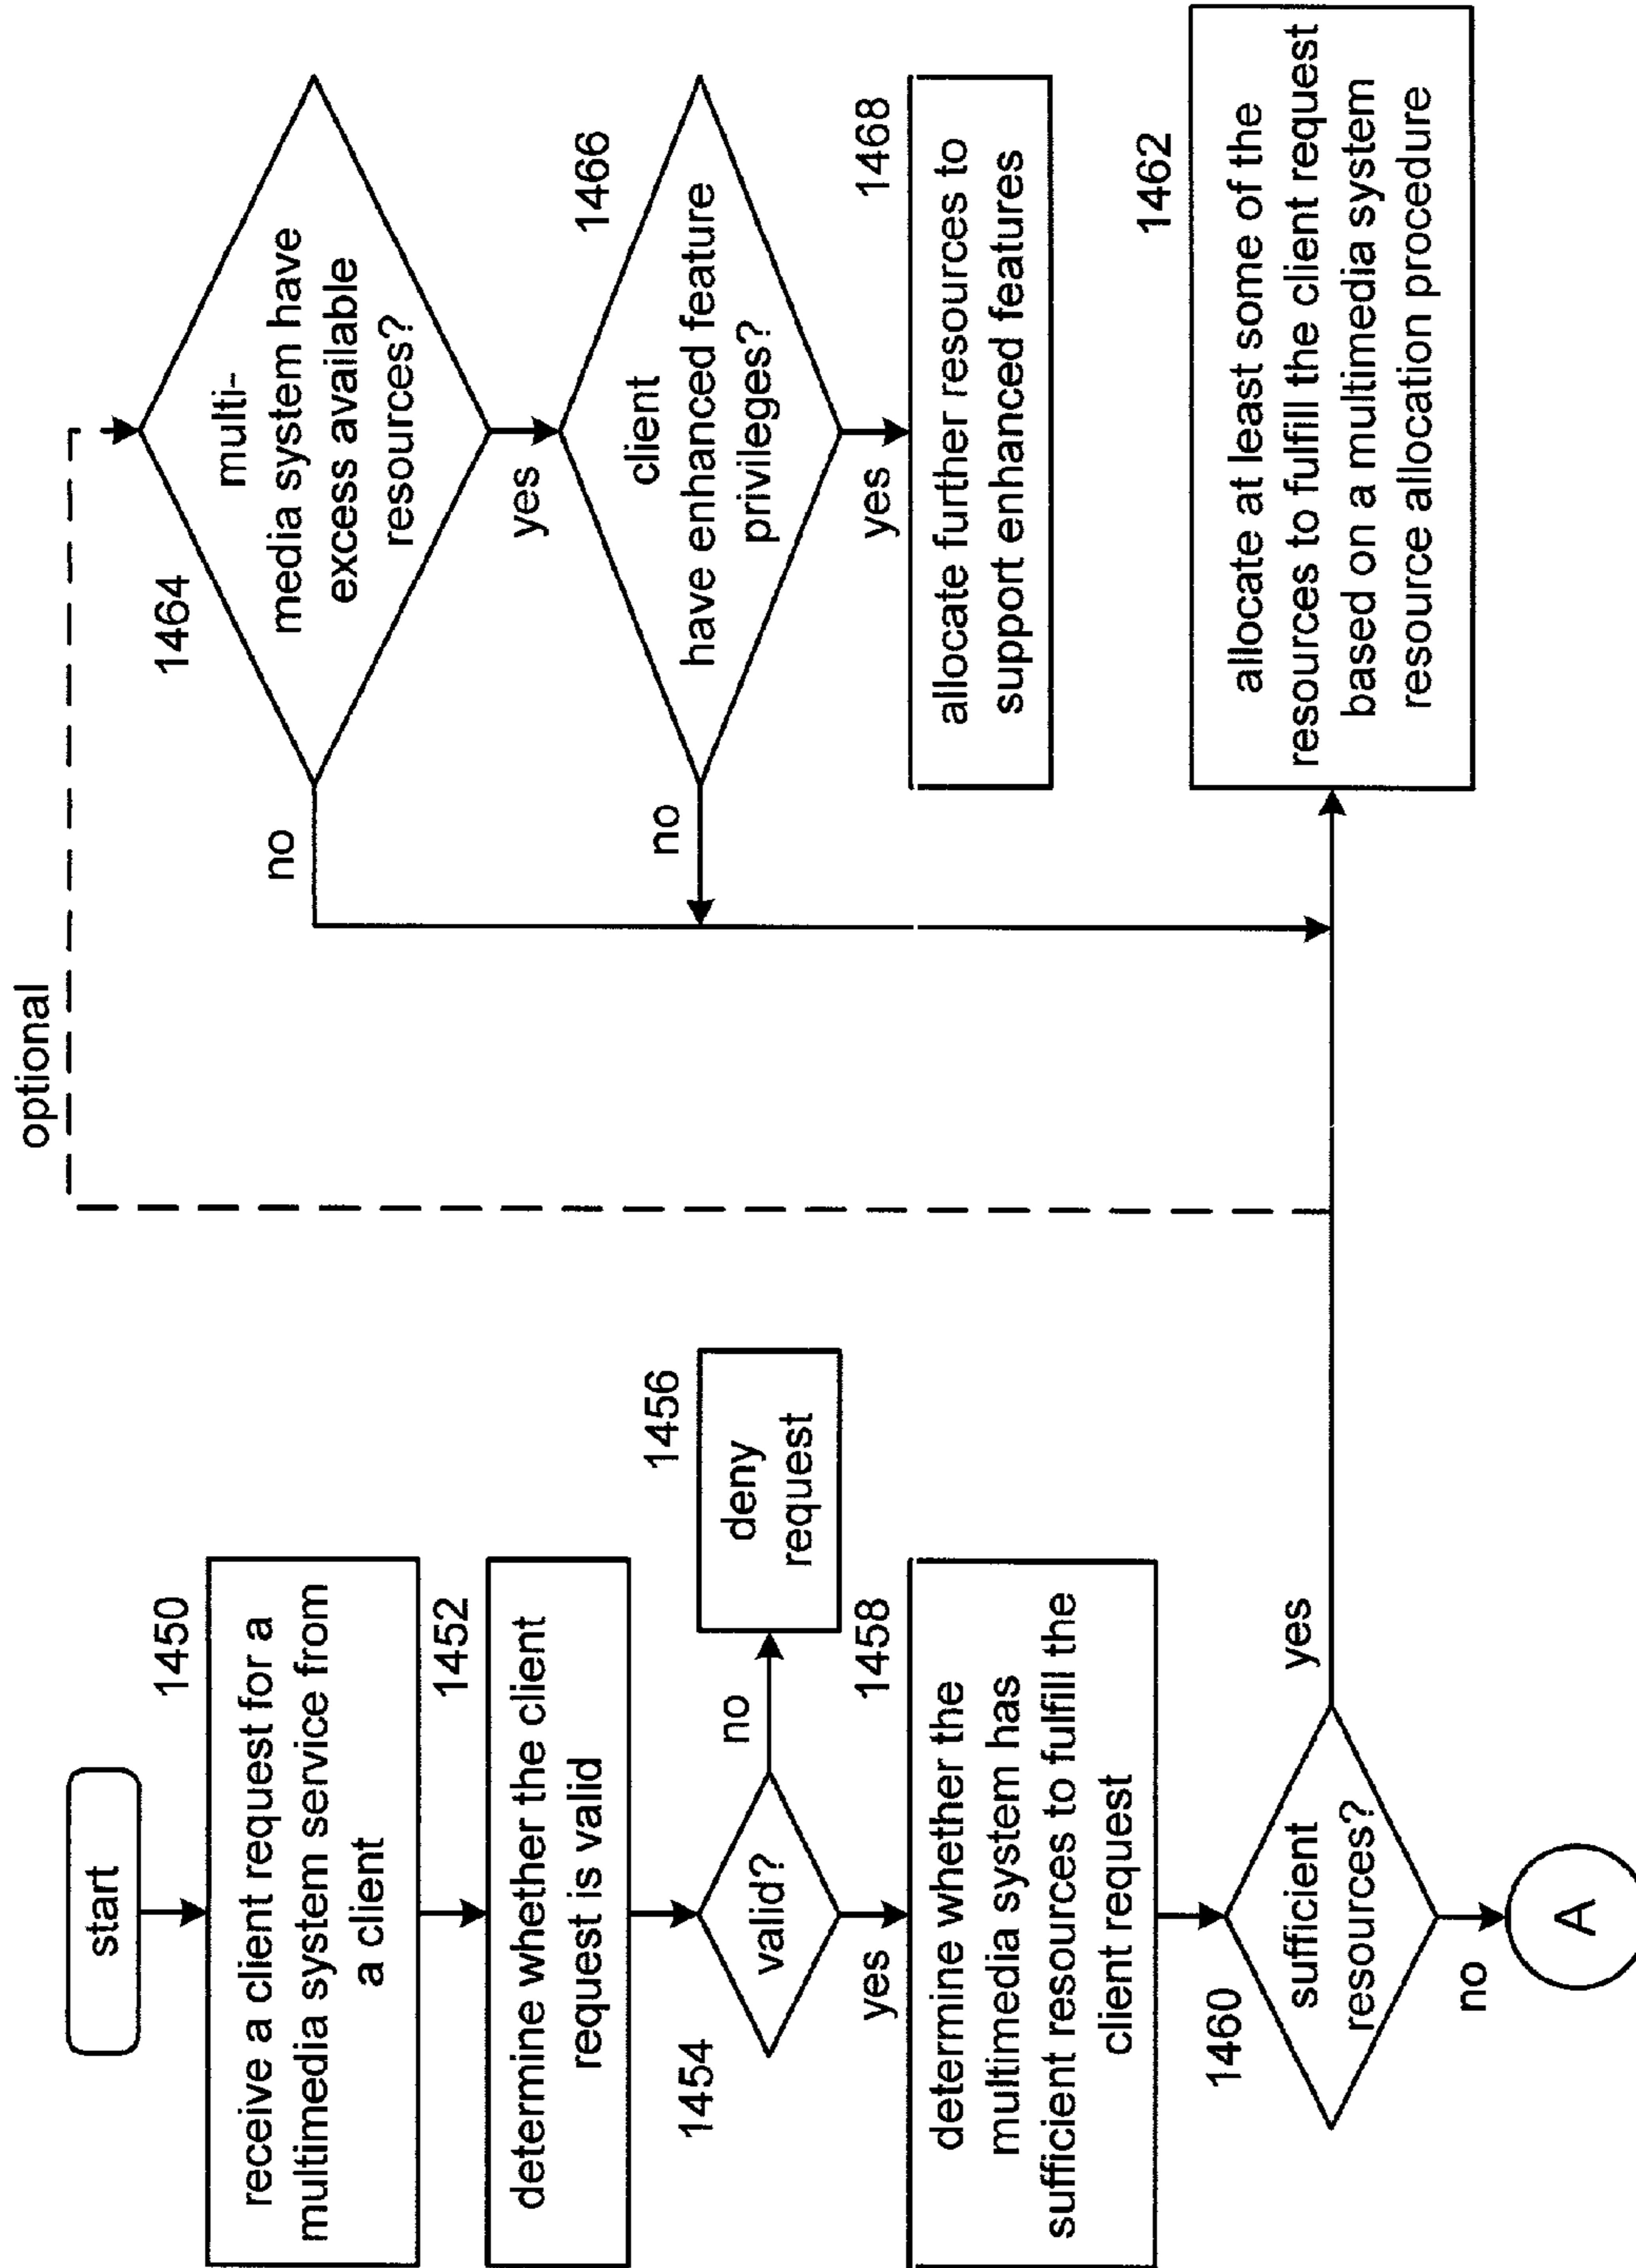 start
1450
receive a client request for a
multimedia system service from
a client
1452
determine whether the client
request is valid
1454
valid?
no
1456
deny
request
yes
1458
determine whether the
multimedia system has
sufficient resources to fulfill the
client request
1460
sufficient
resources?
yes
no
A
optional
1464
multi-
media system have
excess available
resources?
no
yes
1466
client
have enhanced feature
privileges?
no
yes
1468
allocate further resources to
support enhanced features
1462
allocate at least some of the
resources to fulfill the client request
based on a multimedia system
resource allocation procedure